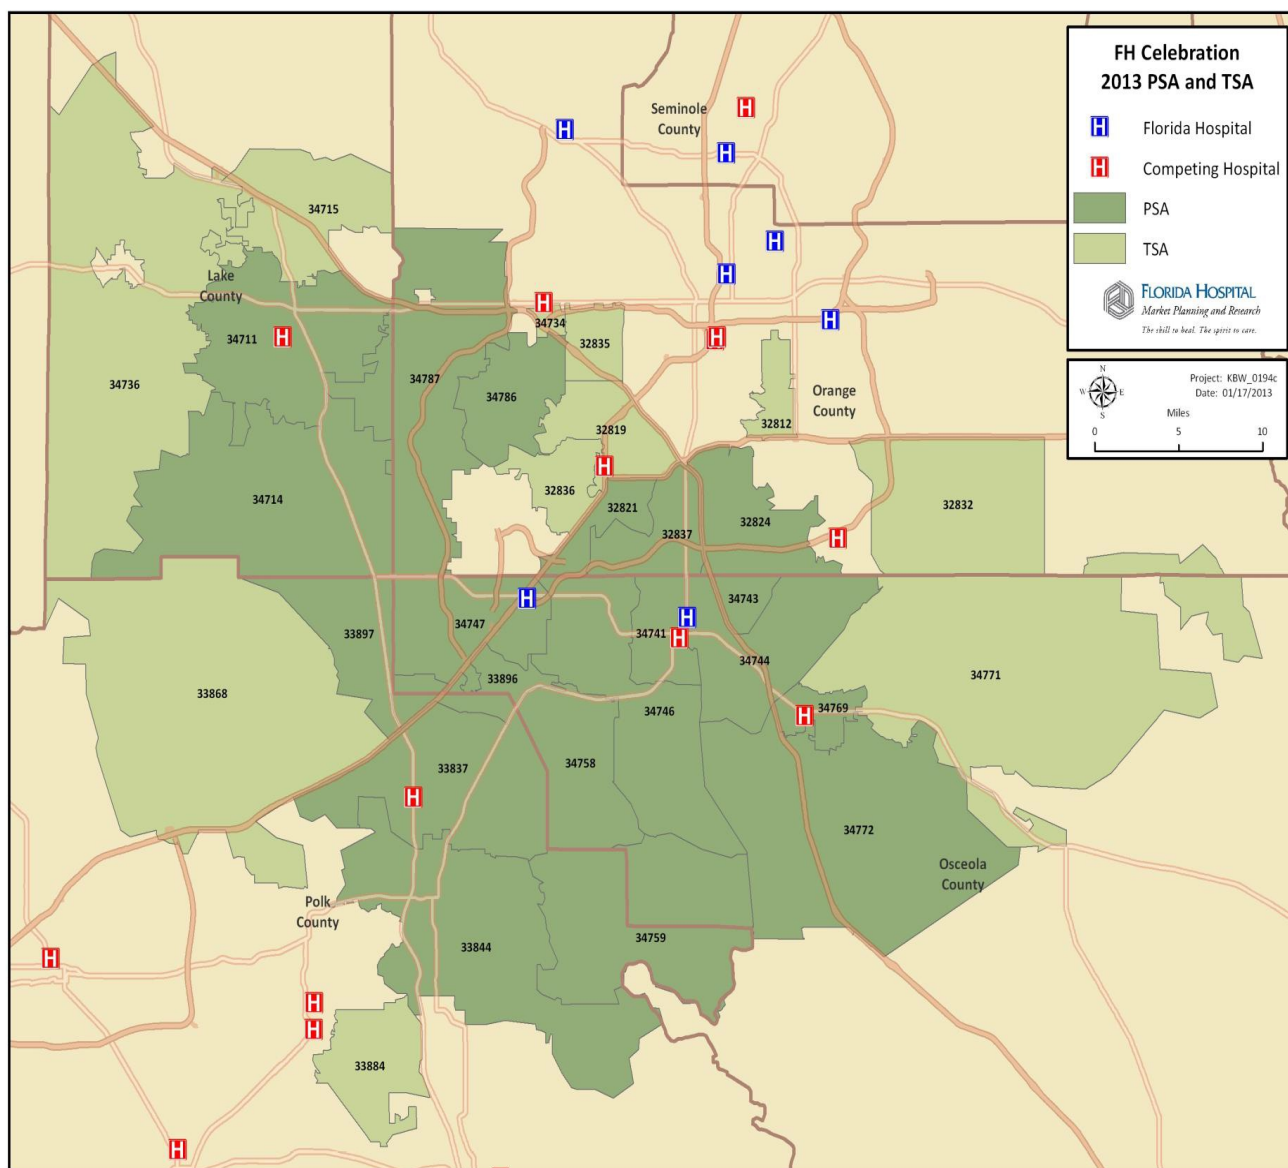 FH Celebration
2013 PSA and TSA
H Florida Hospital
H Competing Hospital
PSA
TSA
FLORIDA HOSPITAL
Market Planning and Research
The skill to heal. The spirit to care.
N
W E
S
Project: KBW_0194c
Date: 01/17/2013
Miles
0 5 10
Seminole
County
H
H
H
34715
H
Lake
County
H
H
34734
H
34711
H
H
32835
34736
34787
34786
Orange
County
32819
32812
H
32836
34714
32821
32824
32832
32837
H
H
34743
H
33897
34747
34741
H
34744
33896
34771
33868
34746
34769
H
34758
33837
H
34772
Osceola
County
Polk
County
34759
33844
H
H
H
33884
H